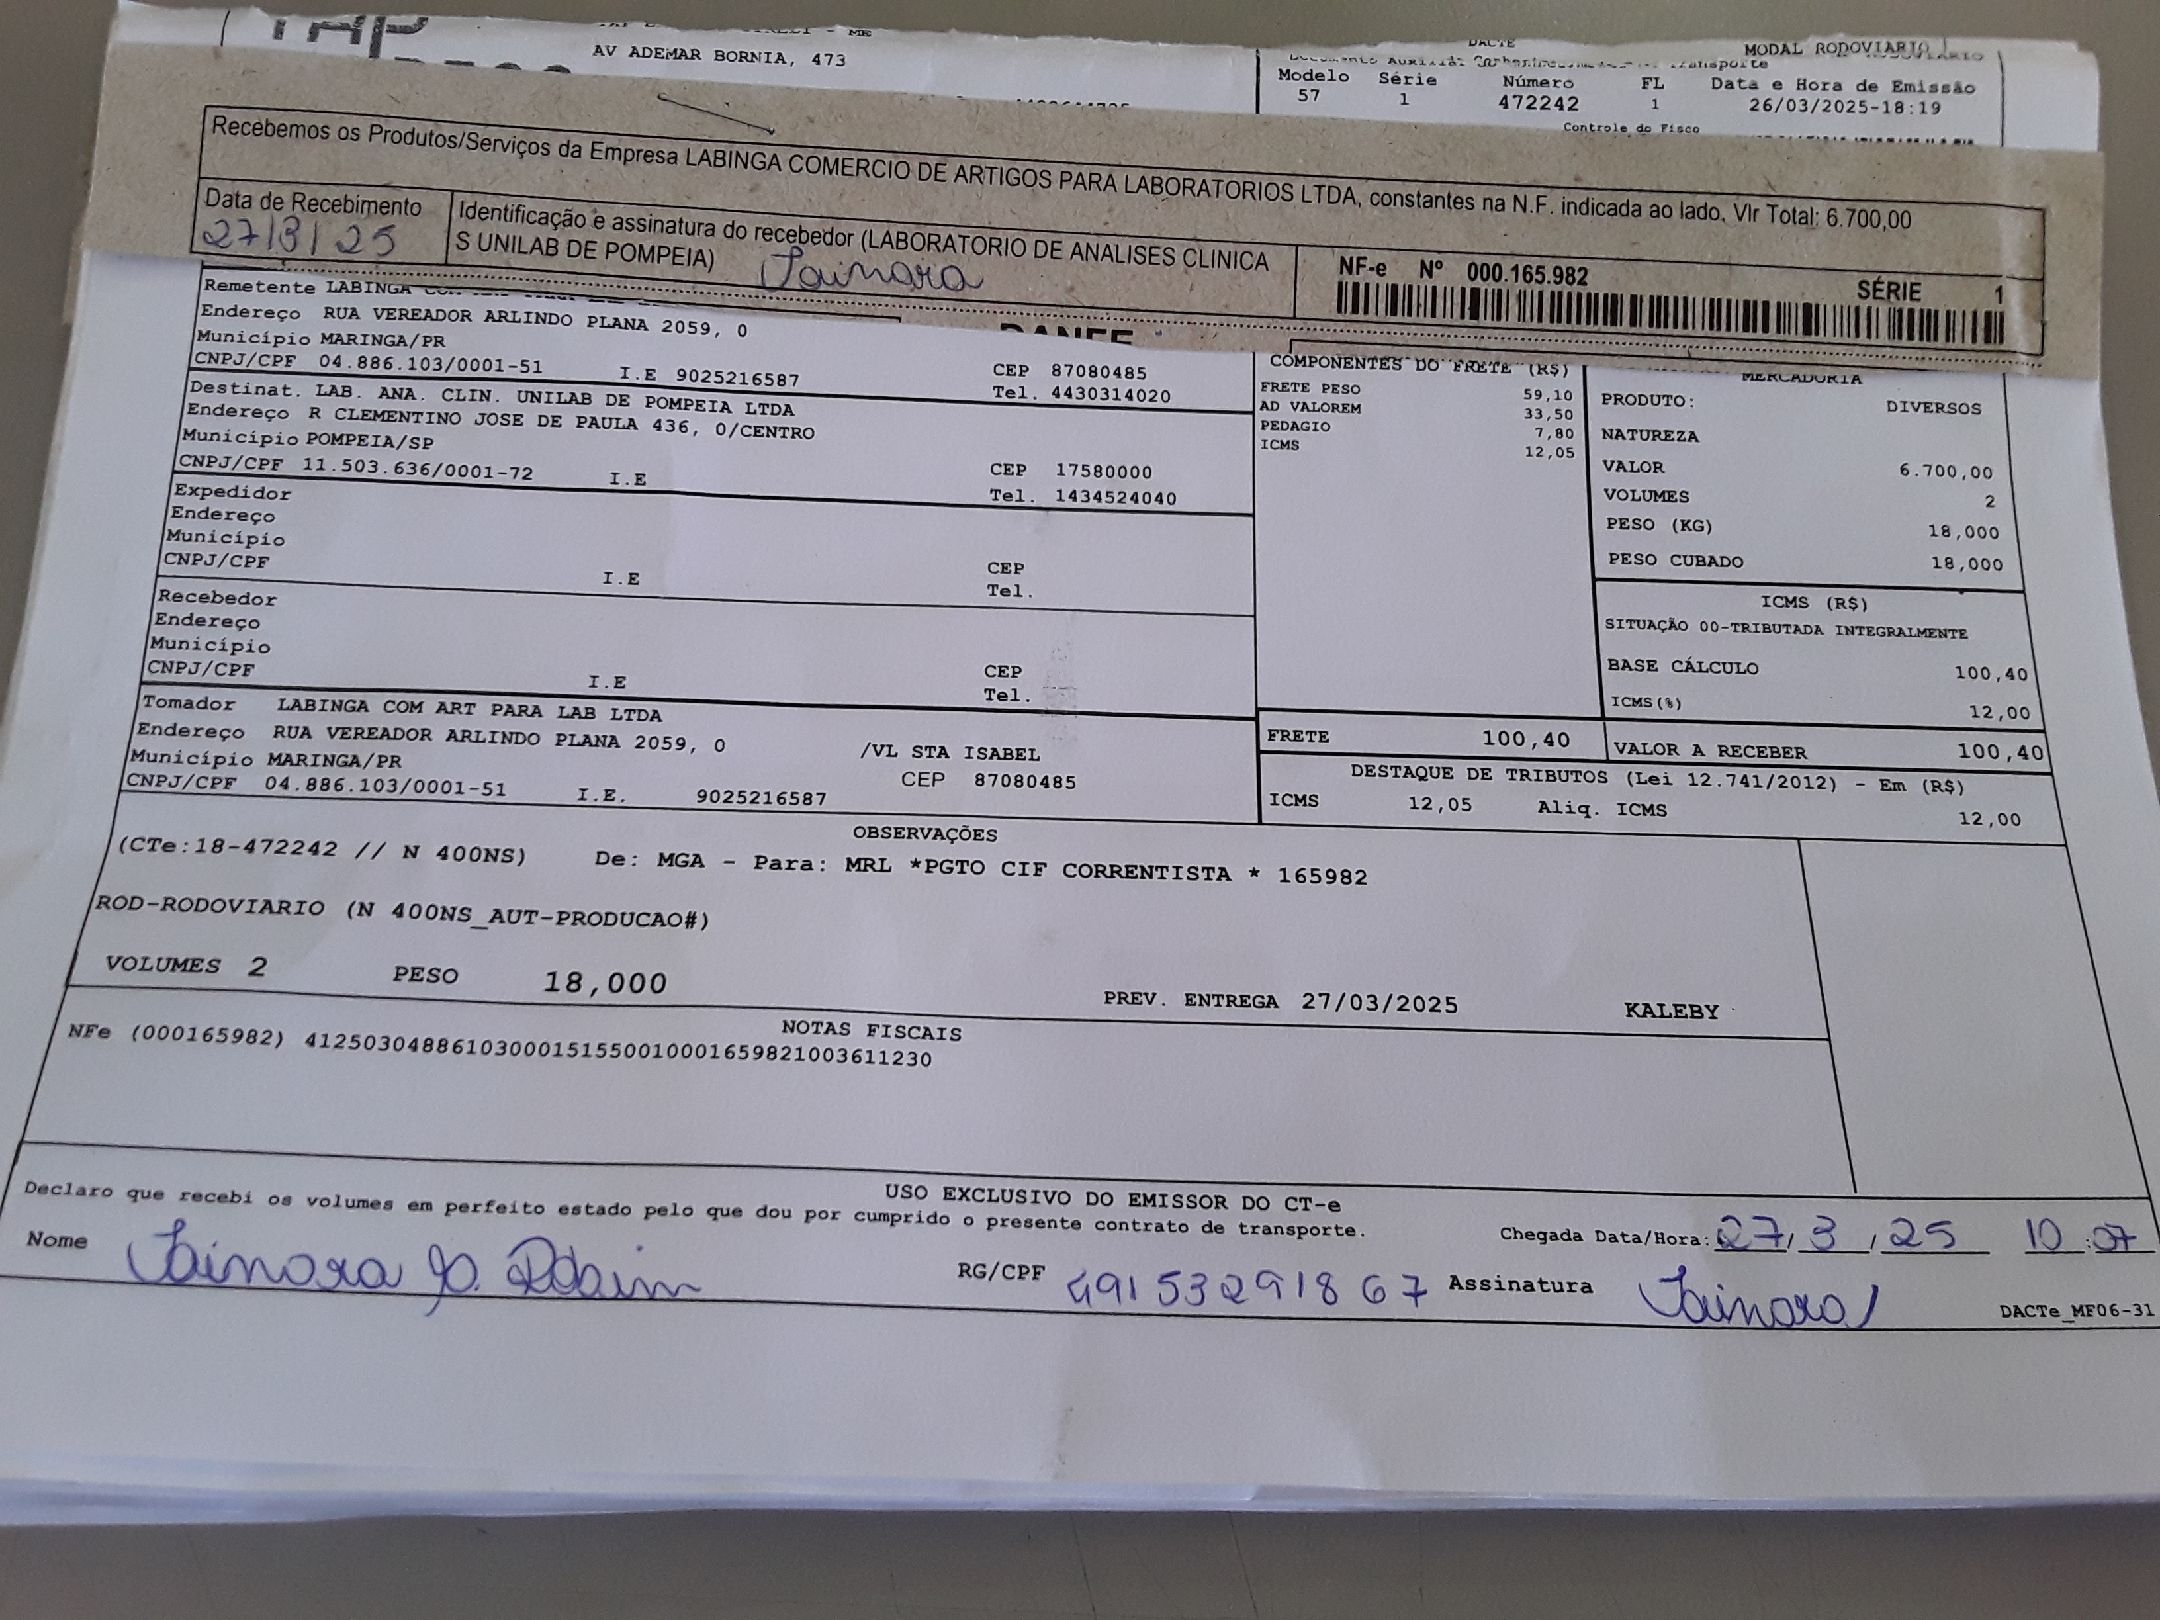 TAP
- ME
AV ADEMAR BORNIA, 473
DACTE
MODAL RODOVIARIO
Modelo Série Número FL Data e Hora de Emissão
57 1 472242 1 26/03/2025-18:19
Controle do Fisco
Recebemos os Produtos/Serviços da Empresa LABINGA COMERCIO DE ARTIGOS PARA LABORATORIOS LTDA, constantes na N.F. indicada ao lado, Vlr Total: 6.700,00
Data de Recebimento
27/3/25
Identificação e assinatura do recebedor (LABORATORIO DE ANALISES CLINICA
S UNILAB DE POMPEIA) Tainara
NF-e Nº 000.165.982 SÉRIE 1
DANFE
Remetente LABINGA
Endereço RUA VEREADOR ARLINDO PLANA 2059, 0
Município MARINGA/PR
CNPJ/CPF 04.886.103/0001-51 I.E 9025216587
CEP 87080485
Tel. 4430314020
Destinat. LAB. ANA. CLIN. UNILAB DE POMPEIA LTDA
Endereço R CLEMENTINO JOSE DE PAULA 436, 0/CENTRO
Município POMPEIA/SP
CNPJ/CPF 11.503.636/0001-72 I.E
CEP 17580000
Tel. 1434524040
Expedidor
Endereço
Município
CNPJ/CPF I.E
CEP
Tel.
Recebedor
Endereço
Município
CNPJ/CPF I.E
CEP
Tel.
Tomador LABINGA COM ART PARA LAB LTDA
Endereço RUA VEREADOR ARLINDO PLANA 2059, 0 /VL STA ISABEL
Município MARINGA/PR CEP 87080485
CNPJ/CPF 04.886.103/0001-51 I.E. 9025216587
COMPONENTES DO FRETE (R$)
FRETE PESO 59,10
AD VALOREM 33,50
PEDAGIO 7,80
ICMS 12,05
MERCADORIA
PRODUTO: DIVERSOS
NATUREZA
VALOR 6.700,00
VOLUMES 2
PESO (KG) 18,000
PESO CUBADO 18,000
ICMS (R$)
SITUAÇÃO 00-TRIBUTADA INTEGRALMENTE
BASE CÁLCULO 100,40
ICMS(%) 12,00
FRETE 100,40 VALOR A RECEBER 100,40
DESTAQUE DE TRIBUTOS (Lei 12.741/2012) - Em (R$)
ICMS 12,05 Aliq. ICMS 12,00
OBSERVAÇÕES
(CTe:18-472242 // N 400NS) De: MGA - Para: MRL *PGTO CIF CORRENTISTA * 165982
ROD-RODOVIARIO (N 400NS_AUT-PRODUCAO#)
VOLUMES 2 PESO 18,000 PREV. ENTREGA 27/03/2025 KALEBY
NOTAS FISCAIS
NFe (000165982) 41250304886103000151550010001659821003611230
USO EXCLUSIVO DO EMISSOR DO CT-e
Declaro que recebi os volumes em perfeito estado pelo que dou por cumprido o presente contrato de transporte.
Chegada Data/Hora: 27/3/25 10:07
Nome Tainara
RG/CPF 49153291867 Assinatura Tainara
DACTe_MF06-31